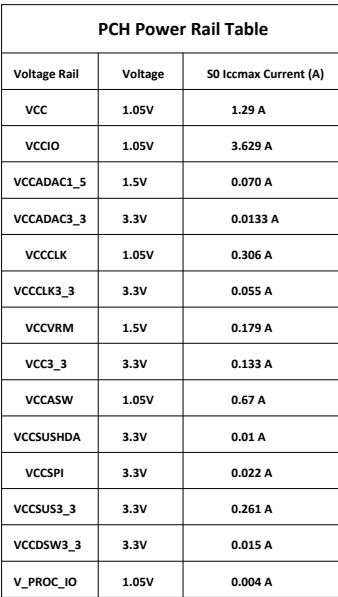 PCH Power Rail Table
Voltage Rail Voltage S0 Iccmax Current (A)
VCC 1.05V 1.29 A
VCCIO 1.05V 3.629 A
VCCADAC1_5 1.5V 0.070 A
VCCADAC3_3 3.3V 0.0133 A
VCCCLK 1.05V 0.306 A
VCCCLK3_3 3.3V 0.055 A
VCCVRM 1.5V 0.179 A
VCC3_3 3.3V 0.133 A
VCCASW 1.05V 0.67 A
VCCSUSHDA 3.3V 0.01 A
VCCSPI 3.3V 0.022 A
VCCSUS3_3 3.3V 0.261 A
VCCDSW3_3 3.3V 0.015 A
V_PROC_IO 1.05V 0.004 A